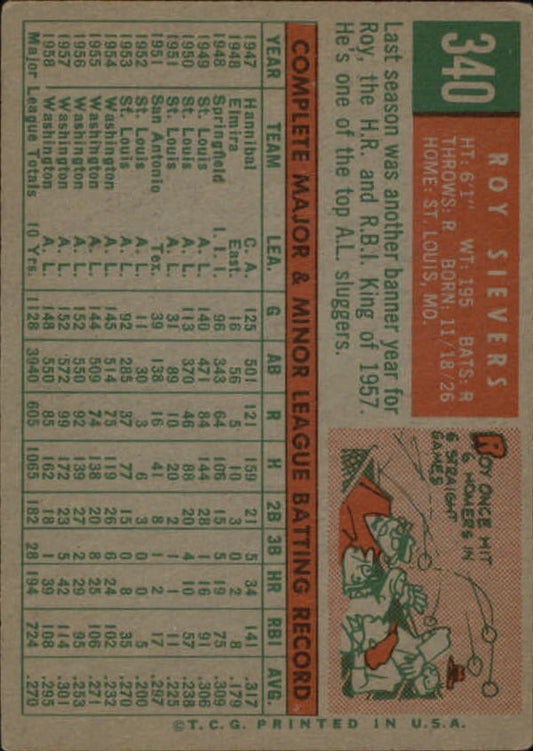 340
ROY SIEVERS
HT: 6'1" WT: 195 BATS: R
THROWS: R BORN: 11/18/26
HOME: ST. LOUIS, MO.
Last season was another banner year for
Roy, the H.R. and R.B.I. King of 1957.
He's one of the top A.L. sluggers.
ROY ONCE HIT
6 HOMERS IN
6 STRAIGHT
GAMES
COMPLETE MAJOR & MINOR LEAGUE BATTING RECORD
YEAR TEAM LEA. G AB R H 2B 3B HR RBI AVG.
1947 Hannibal C. A. 125 501 121 159 5 34 141 .317
1948 Elmira East. 16 56 5 10 3 0 0 8 .179
1948 Springfield I. I. I. 96 343 64 106 15 5 19 75 .309
1949 St. Louis A. L. 140 471 84 144 28 1 16 91 .306
1950 St. Louis A. L. 113 370 46 88 20 4 10 57 .238
1951 St. Louis A. L. 31 89 10 20 2 1 1 11 .225
1951 San Antonio Tex. 39 138 16 41 8 1 2 17 .297
1952 St. Louis A. L. 11 30 3 6 3 0 0 5 .200
1953 St. Louis A. L. 92 285 37 77 15 0 8 35 .270
1954 Washington A. L. 145 514 75 119 26 6 24 102 .232
1955 Washington A. L. 144 509 74 138 20 8 25 106 .271
1956 Washington A. L. 152 550 92 139 27 2 29 95 .253
1957 Washington A. L. 152 572 99 172 23 5 42 114 .301
1958 Washington A. L. 148 550 85 162 18 1 39 108 .295
Major League Totals 10 Yrs. 1128 3940 605 1065 182 28 194 724 .270
©T.C.G. PRINTED IN U.S.A.